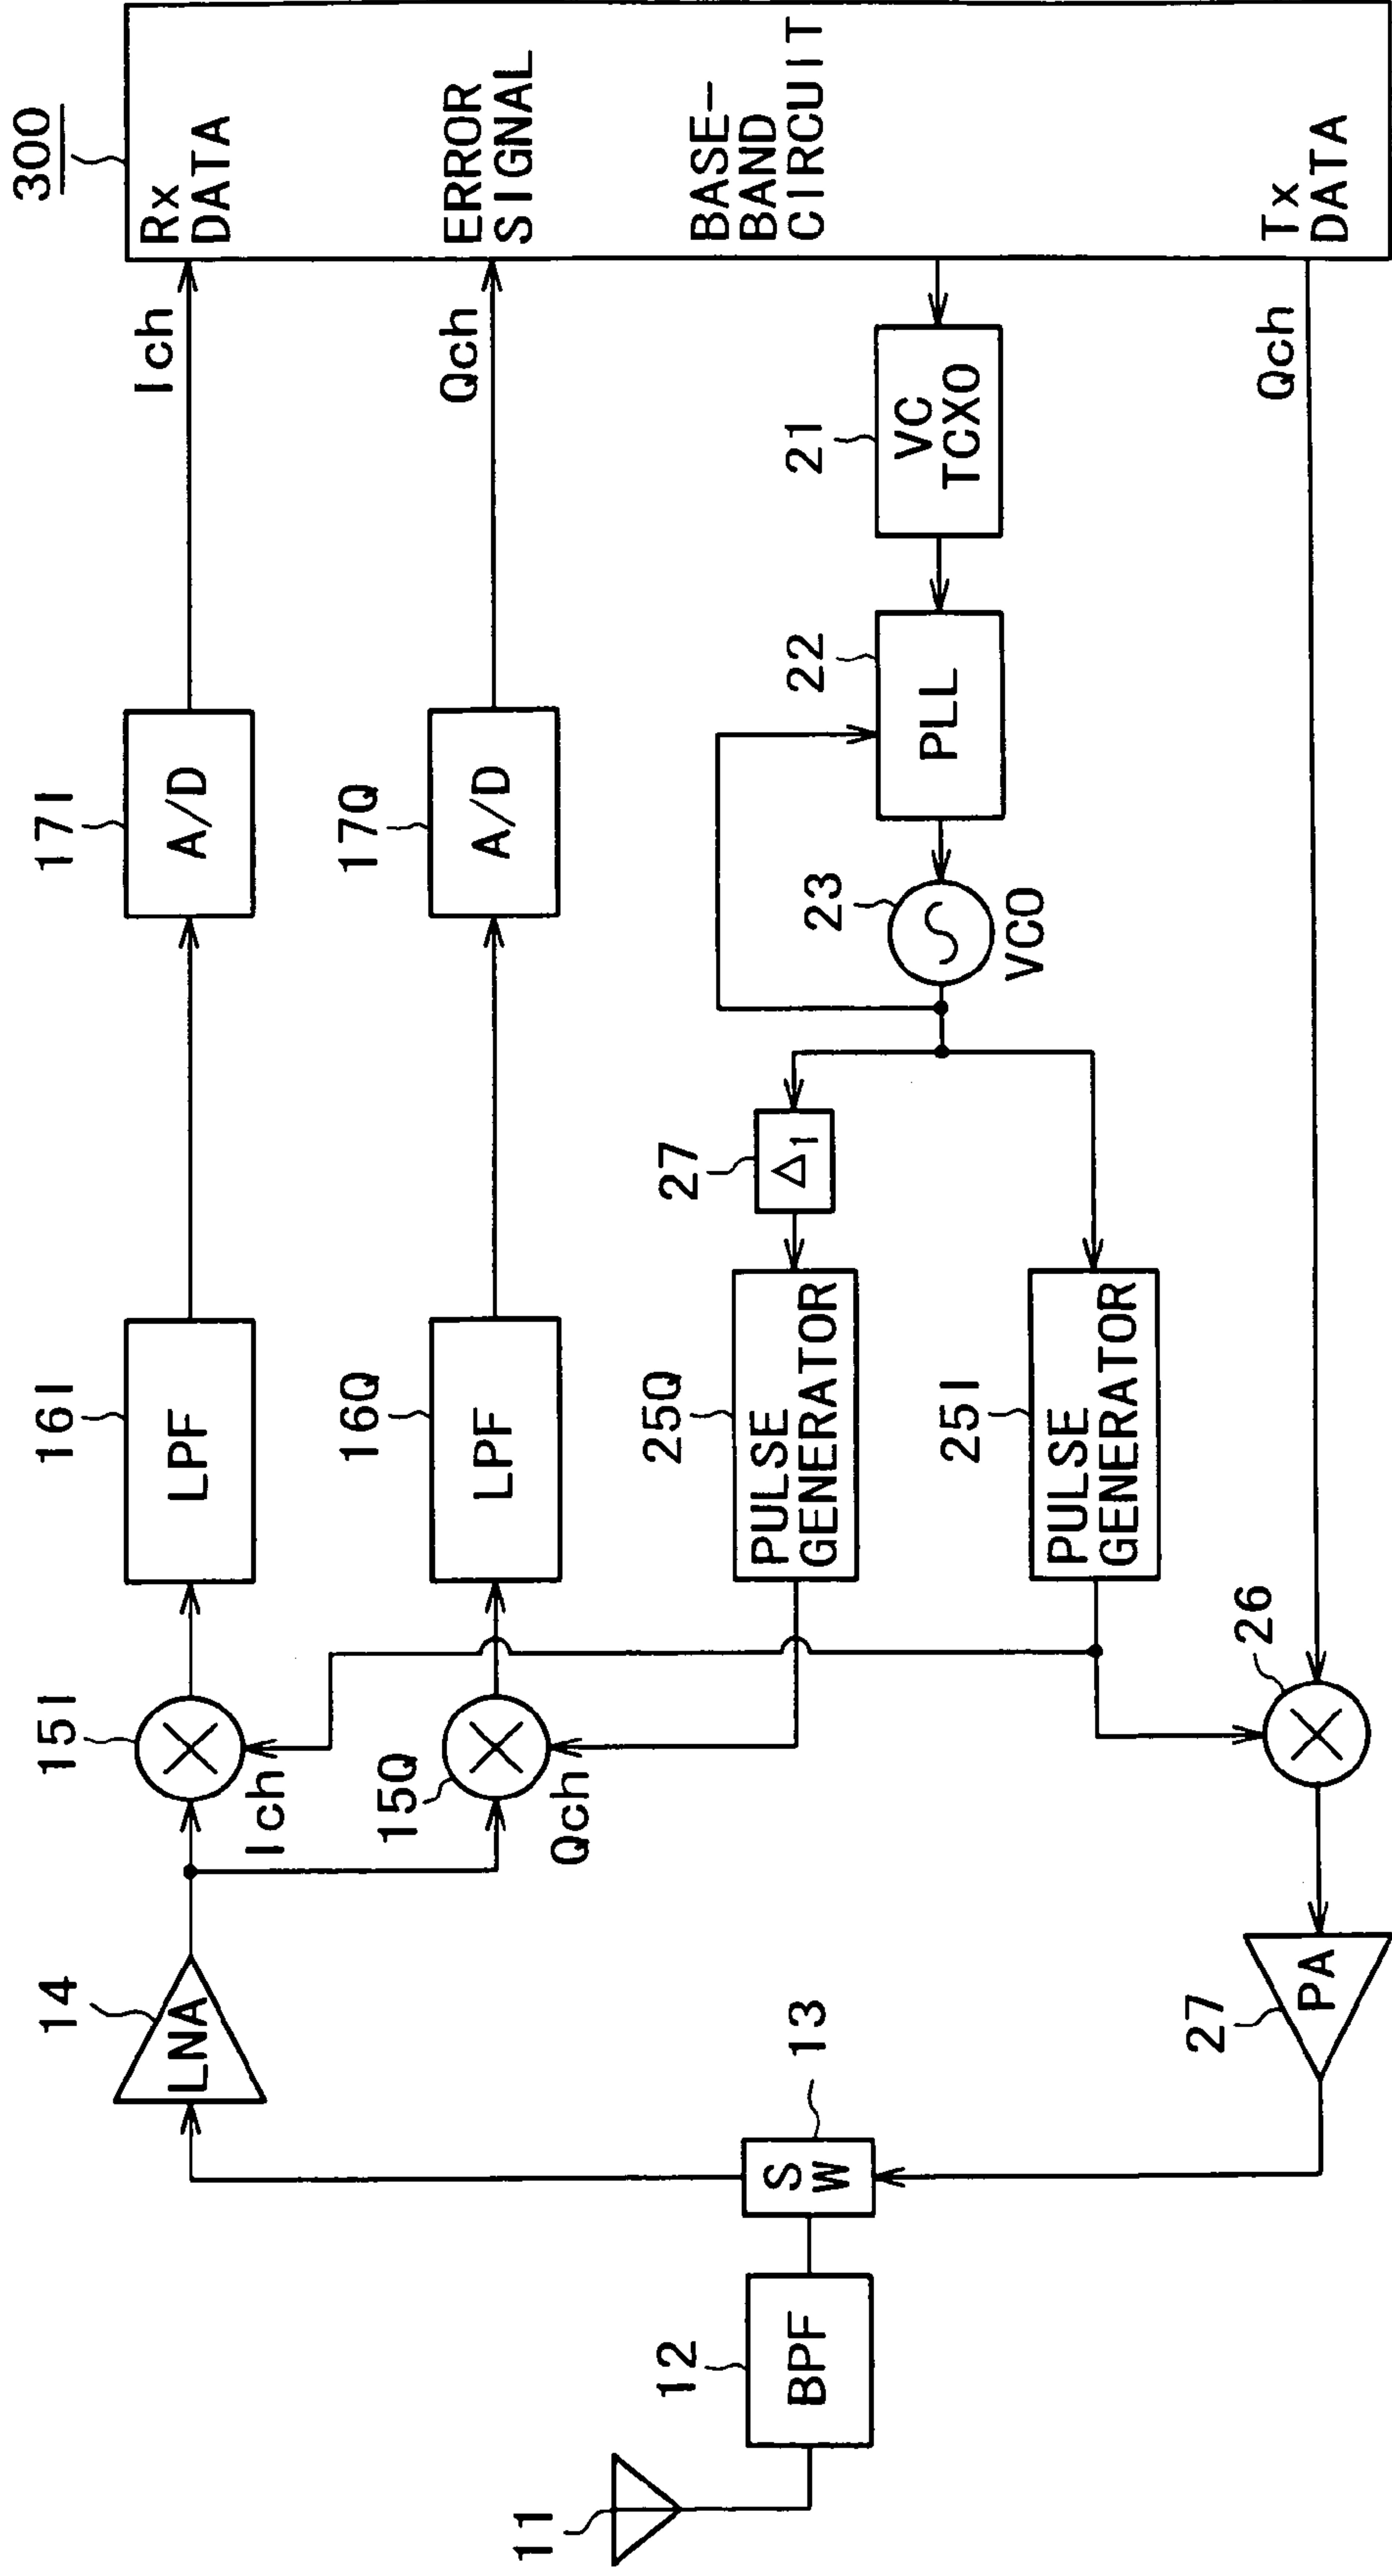 300
Rx
DATA
ERROR
SIGNAL
BASE-
BAND
CIRCUIT
Tx
DATA
Ich
Qch
Qch
17I
A/D
17Q
A/D
21
VC
TCXO
22
PLL
23
VCO
27
Δ1
16I
LPF
16Q
LPF
25Q
PULSE
GENERATOR
25I
PULSE
GENERATOR
15I
Ich
15Q
Qch
26
14
LNA
13
SW
27
PA
12
BPF
11